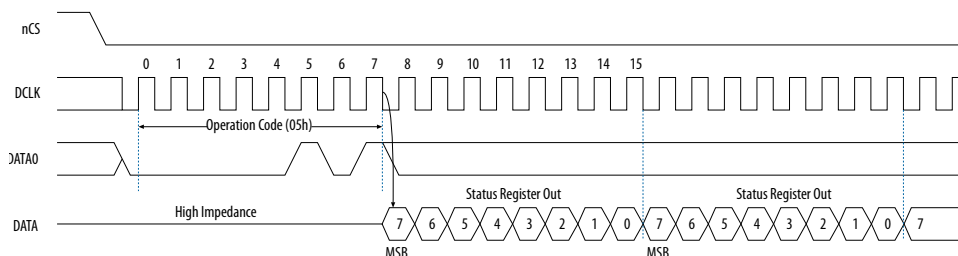 nCS
0 1 2 3 4 5 6 7 8 9 10 11 12 13 14 15
DCLK
Operation Code (05h)
DATA0
Status Register Out Status Register Out
High Impedance
DATA 7 6 5 4 3 2 1 0 7 6 5 4 3 2 1 0 7
MSB MSB